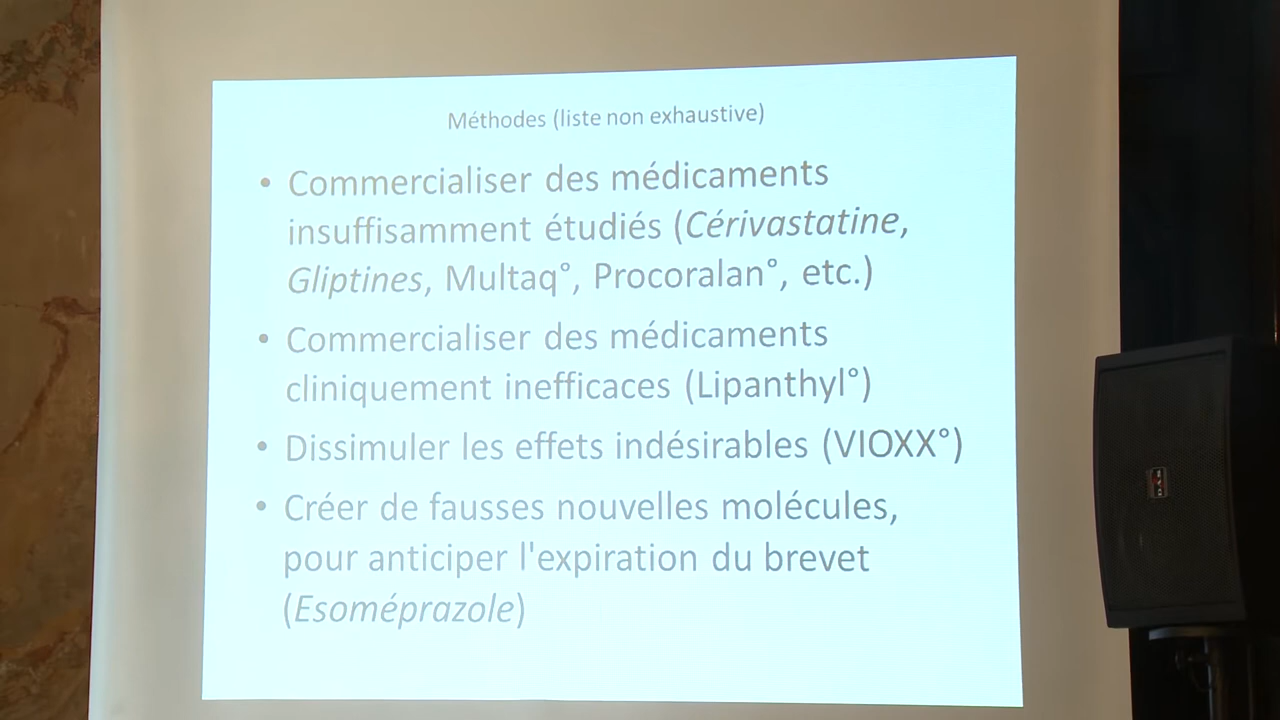 Méthodes (liste non exhaustive)
• Commercialiser des médicaments
insuffisamment étudiés (Cérivastatine,
Gliptines, Multaq°, Procoralan°, etc.)
• Commercialiser des médicaments
cliniquement inefficaces (Lipanthyl°)
• Dissimuler les effets indésirables (VIOXX°)
• Créer de fausses nouvelles molécules,
pour anticiper l'expiration du brevet
(Esoméprazole)